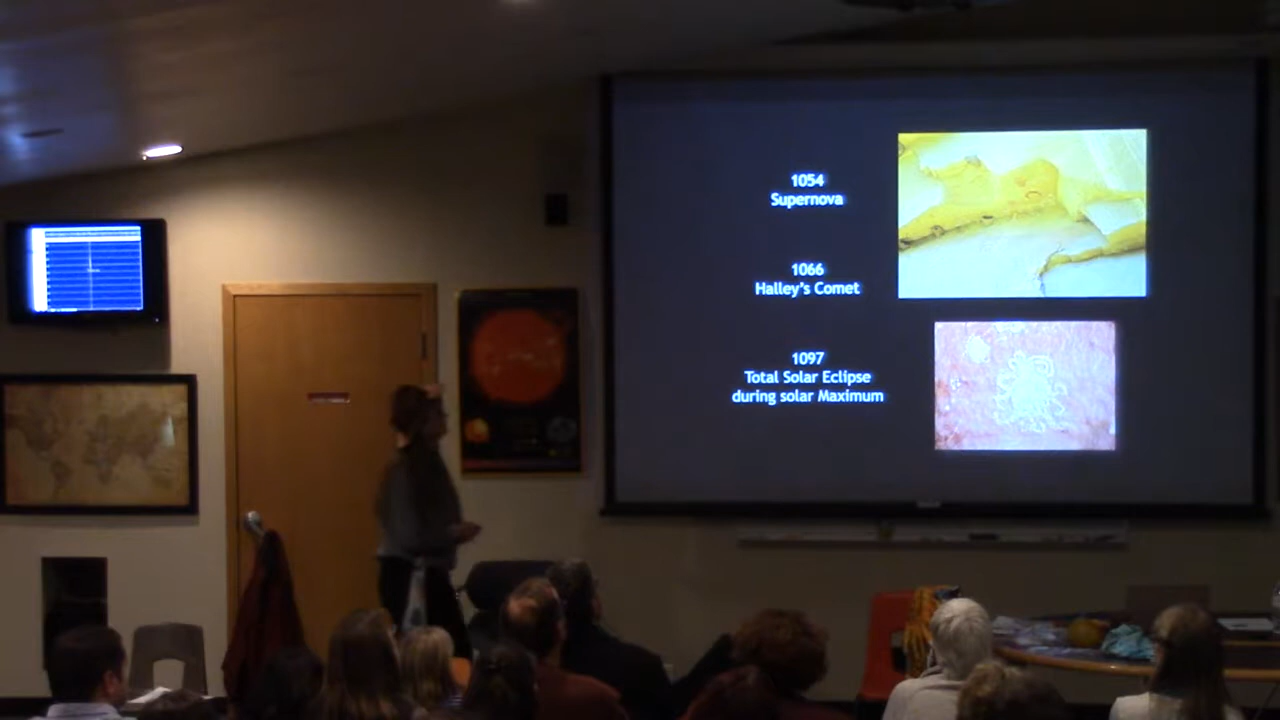 1054
Supernova
1066
Halley's Comet
1097
Total Solar Eclipse
during solar Maximum